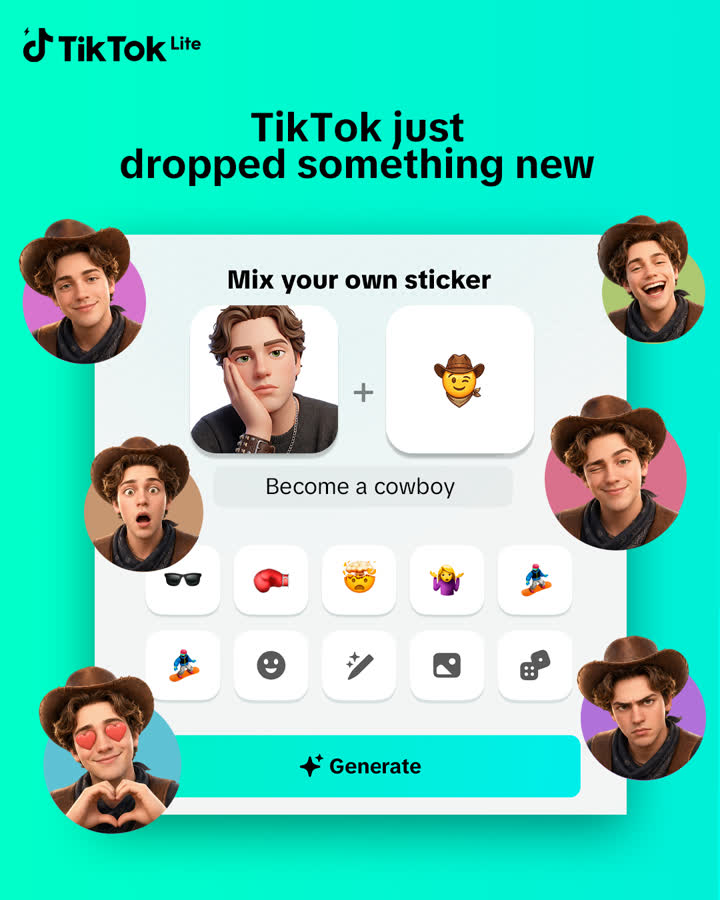 TikTok Lite
TikTok just
dropped something new
Mix your own sticker
+
Become a cowboy
Generate